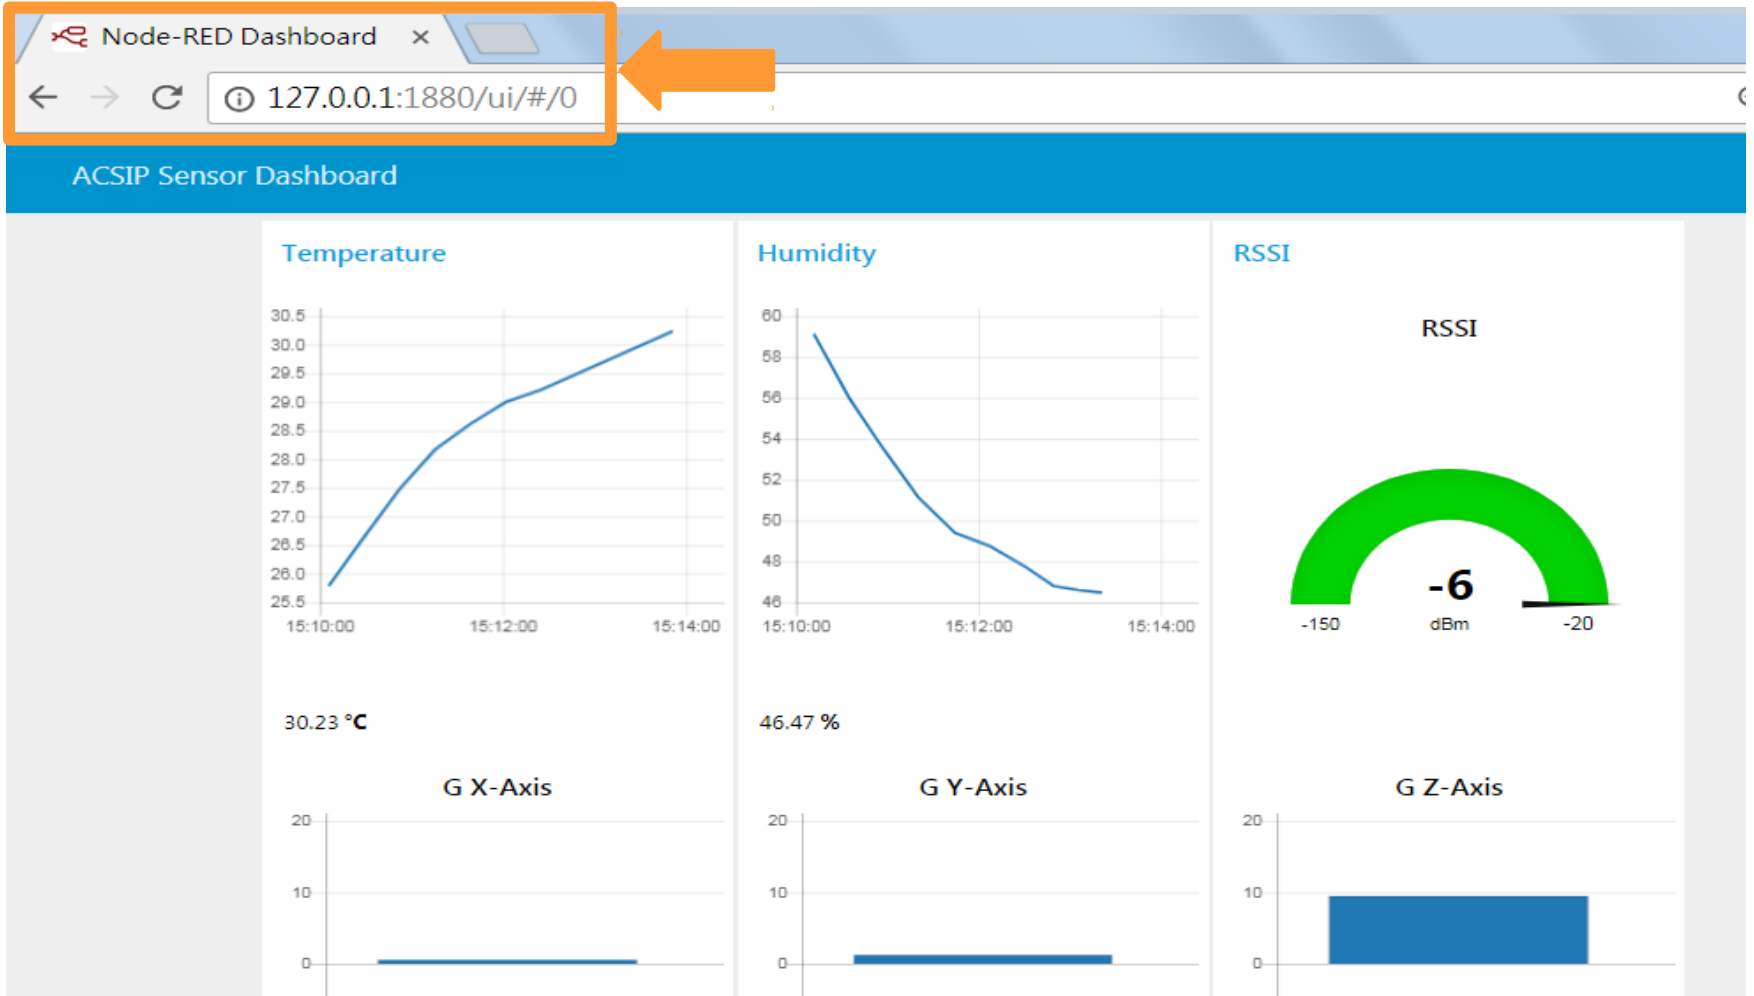 Node-RED Dashboard ×
127.0.0.1:1880/ui/#/0
ACSIP Sensor Dashboard
Temperature
30.5
30.0
29.5
29.0
28.5
28.0
27.5
27.0
26.5
26.0
25.5
15:10:00 15:12:00 15:14:00
30.23 °C
Humidity
60
58
56
54
52
50
48
46
15:10:00 15:12:00 15:14:00
46.47 %
RSSI
RSSI
-6
-150 dBm -20
G X-Axis
20
10
0
G Y-Axis
20
10
0
G Z-Axis
20
10
0